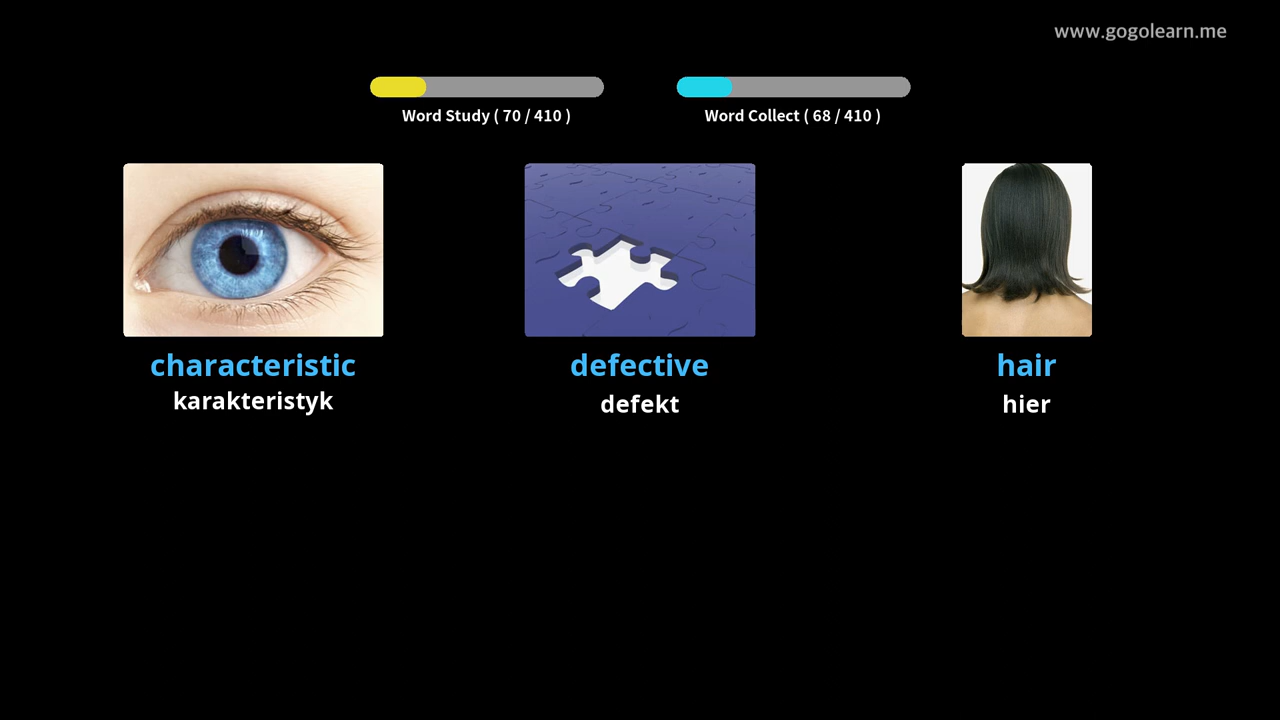 www.gogolearn.me
Word Study ( 70 / 410 )
Word Collect ( 68 / 410 )
characteristic
karakteristyk
defective
defekt
hair
hier